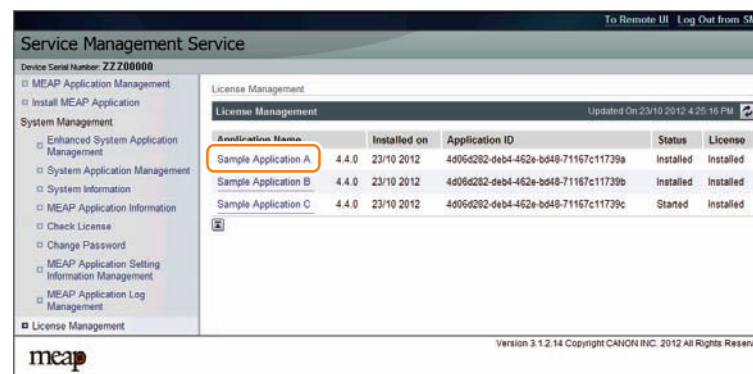 To Remote UI Log Out from
Service Management Service
Device Serial Number: ZZZ00000
MEAP Application Management
Install MEAP Application
System Management
Enhanced System Application
Management
System Application Management
System Information
MEAP Application Information
Check License
Change Password
MEAP Application Setting
Information Management
MEAP Application Log
Management
License Management
License Management
License Management Updated On:23/10 2012 4:25:16 PM
Application Name Installed on Application ID Status License
Sample Application A 4.4.0 23/10 2012 4d06d282-deb4-462e-bd48-71167c11739a Installed Installed
Sample Application B 4.4.0 23/10 2012 4d06d282-deb4-462e-bd48-71167c11739b Installed Installed
Sample Application C 4.4.0 23/10 2012 4d06d282-deb4-462e-bd48-71167c11739c Started Installed
Version 3.1.2.14 Copyright CANON INC. 2012 All Rights
meap